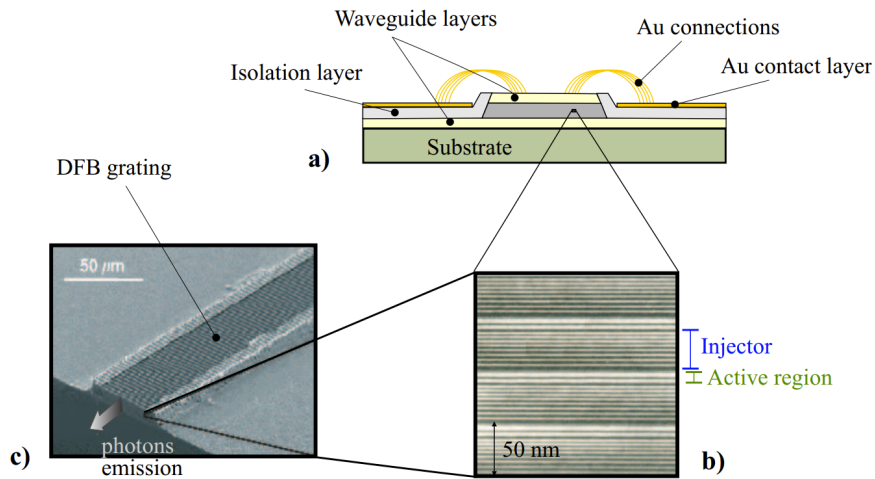 Waveguide layers
Au connections
Isolation layer
Au contact layer
Substrate
a)
DFB grating
50 µm
Injector
Active region
50 nm
photons
emission
c)
b)